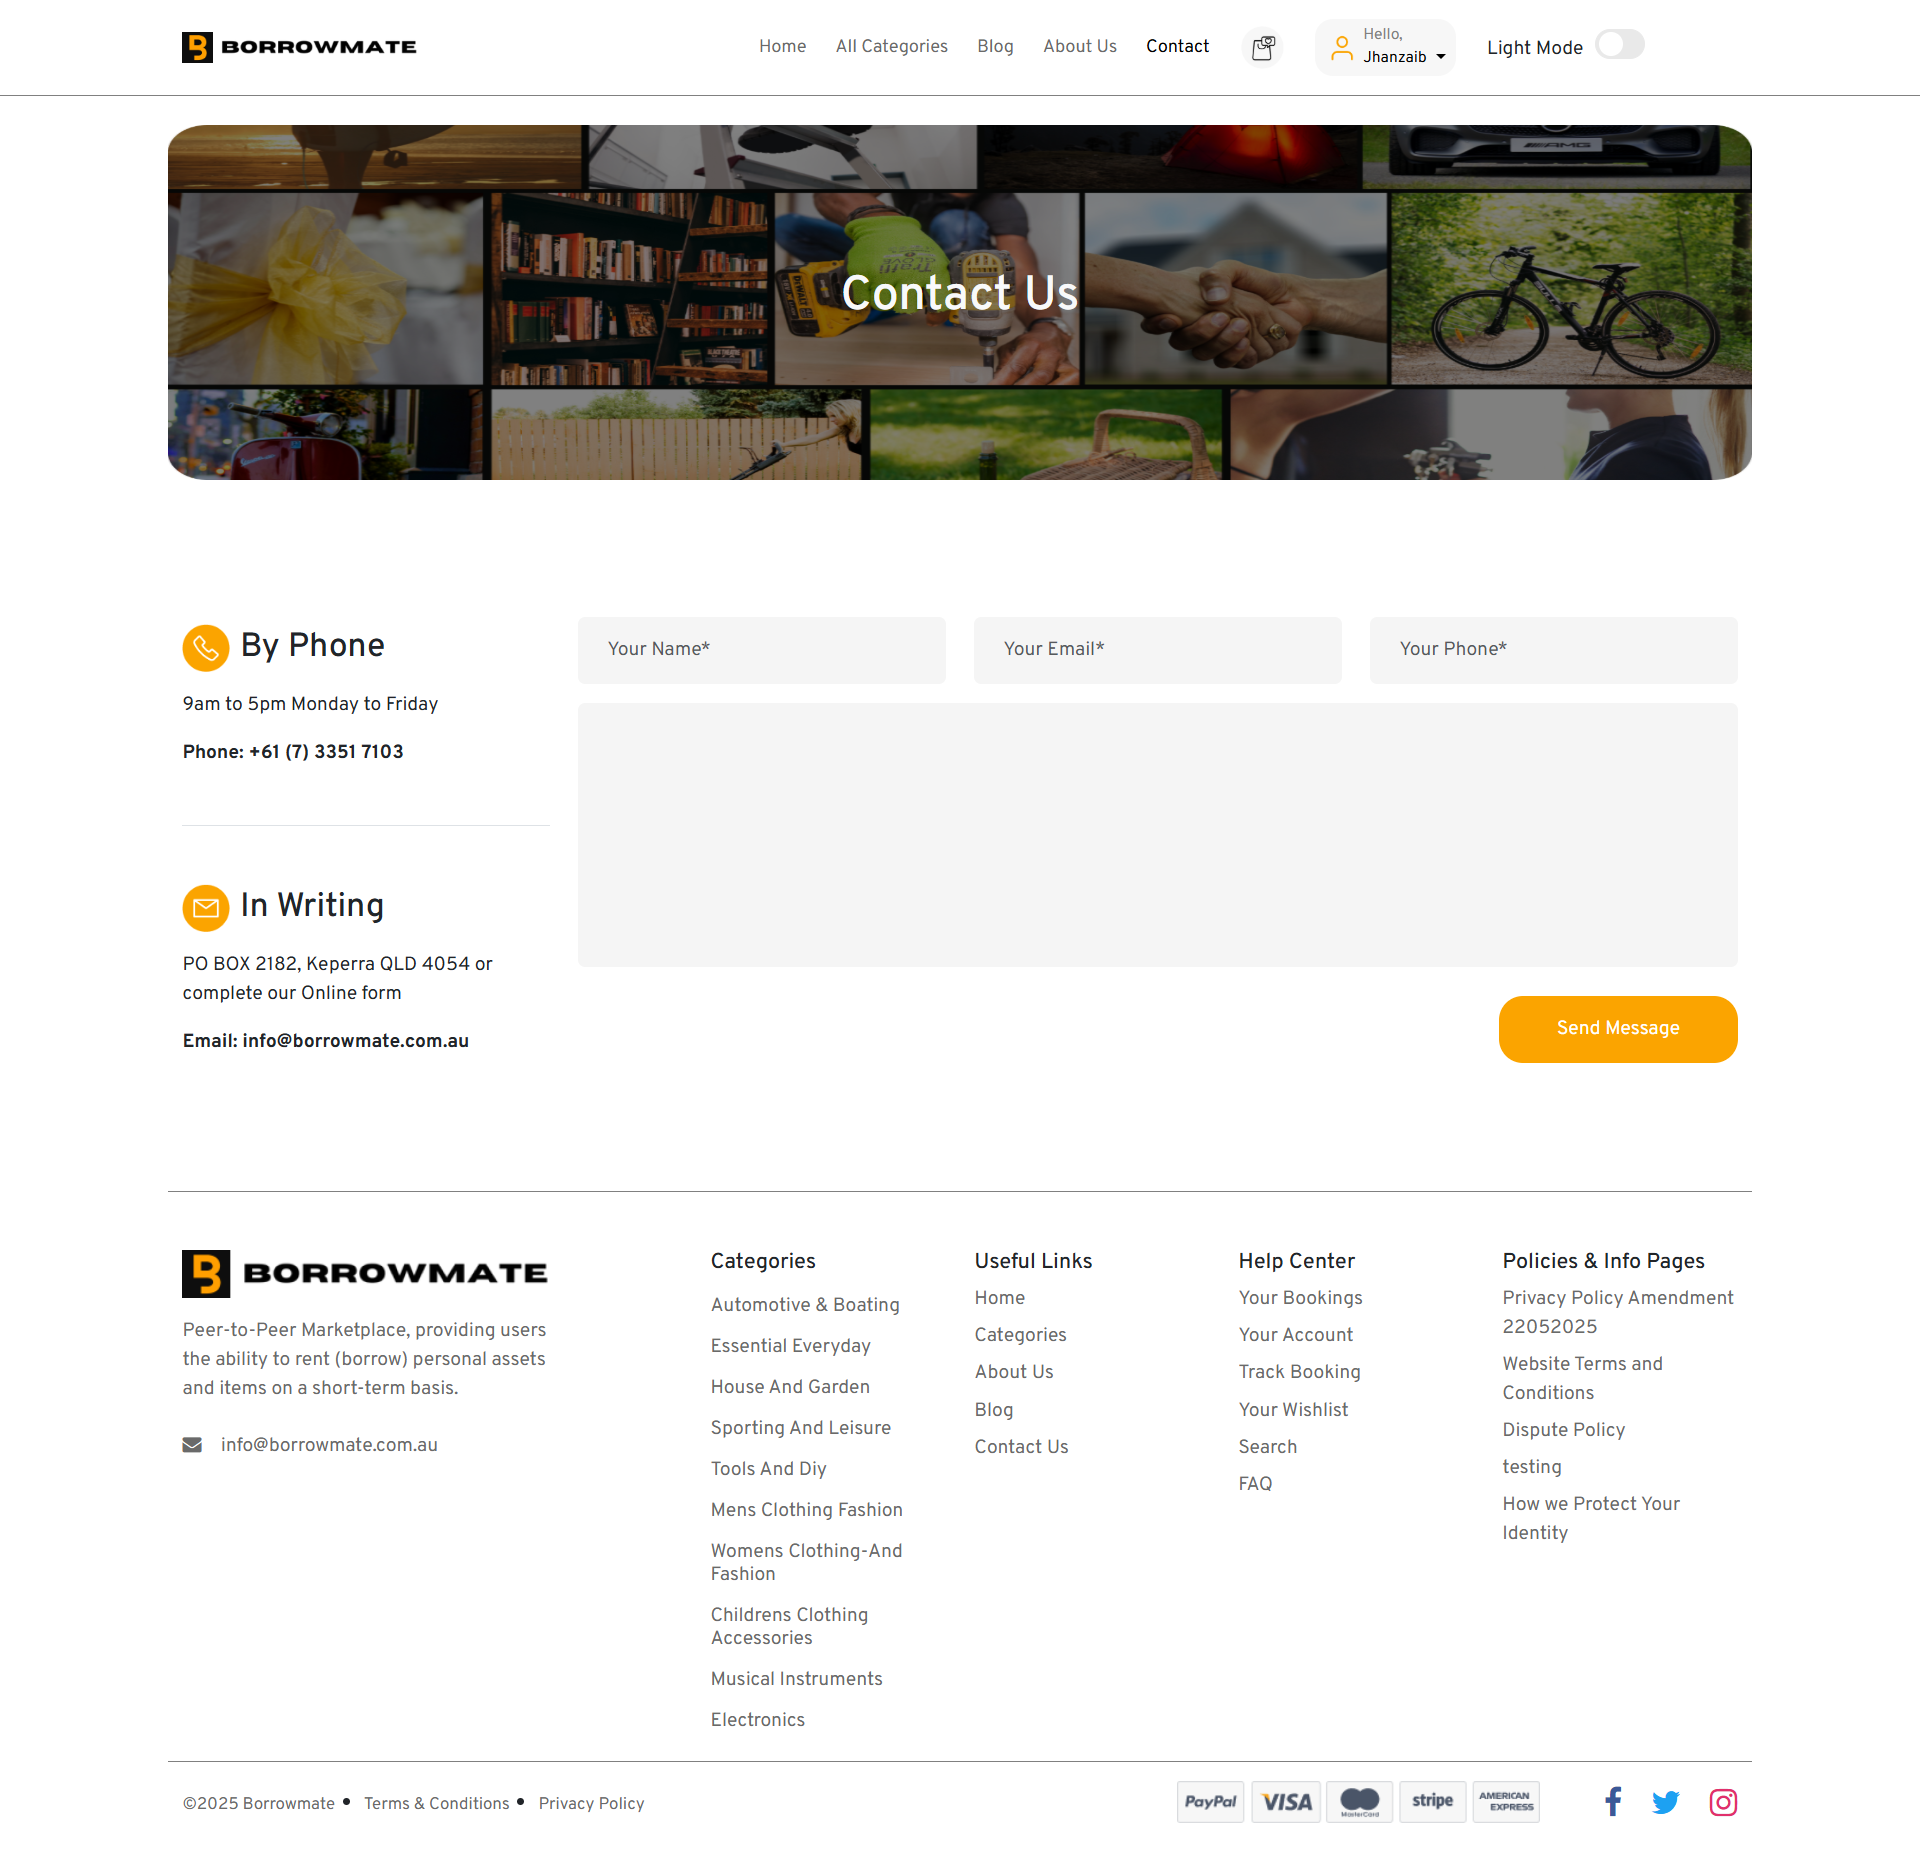 BORROWMATE
Home
All Categories
Blog
About Us
Contact
Hello,
Jhanzaib
Light Mode
AMG
Contact Us
By Phone
9am to 5pm Monday to Friday
Phone: +61 (7) 3351 7103
Your Name*
Your Email*
Your Phone*
In Writing
PO BOX 2182, Keperra QLD 4054 or
complete our Online form
Email: info@borrowmate.com.au
Send Message
BORROWMATE
Peer-to-Peer Marketplace, providing users
the ability to rent (borrow) personal assets
and items on a short-term basis.
info@borrowmate.com.au
Categories
Automotive & Boating
Essential Everyday
House And Garden
Sporting And Leisure
Tools And Diy
Mens Clothing Fashion
Womens Clothing-And
Fashion
Childrens Clothing
Accessories
Musical Instruments
Electronics
Useful Links
Home
Categories
About Us
Blog
Contact Us
Help Center
Your Bookings
Your Account
Track Booking
Your Wishlist
Search
FAQ
Policies & Info Pages
Privacy Policy Amendment
22052025
Website Terms and
Conditions
Dispute Policy
testing
How we Protect Your
Identity
©2025 Borrowmate
Terms & Conditions
Privacy Policy
PayPal
VISA
MasterCard
stripe
AMERICAN
EXPRESS